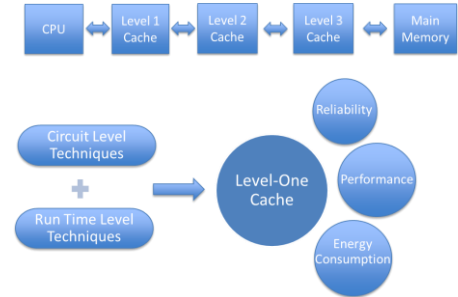 CPU
Level 1
Cache
Level 2
Cache
Level 3
Cache
Main
Memory
Circuit Level
Techniques
Run Time Level
Techniques
Level-One
Cache
Reliability
Performance
Energy
Consumption